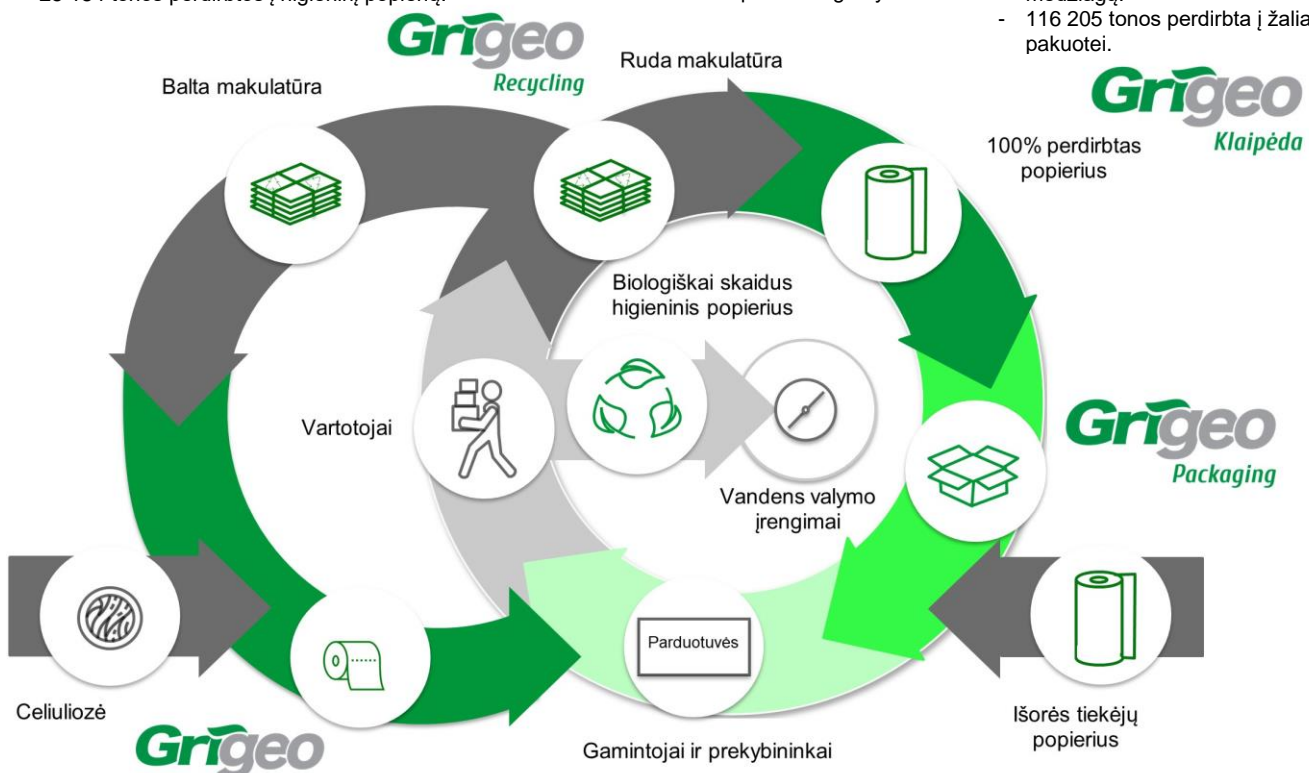 116 205 tonos perdirbta į žalia
pakuotei.
Grigeo
Recycling
Balta makulatūra
Ruda makulatūra
Grigeo
Klaipėda
100% perdirbtas
popierius
Biologiškai skaidus
higieninis popierius
Vartotojai
Grigeo
Packaging
Vandens valymo
įrengimai
Parduotuvės
Celiuliozė
Grigeo
Gamintojai ir prekybininkai
Išorės tiekėjų
popierius